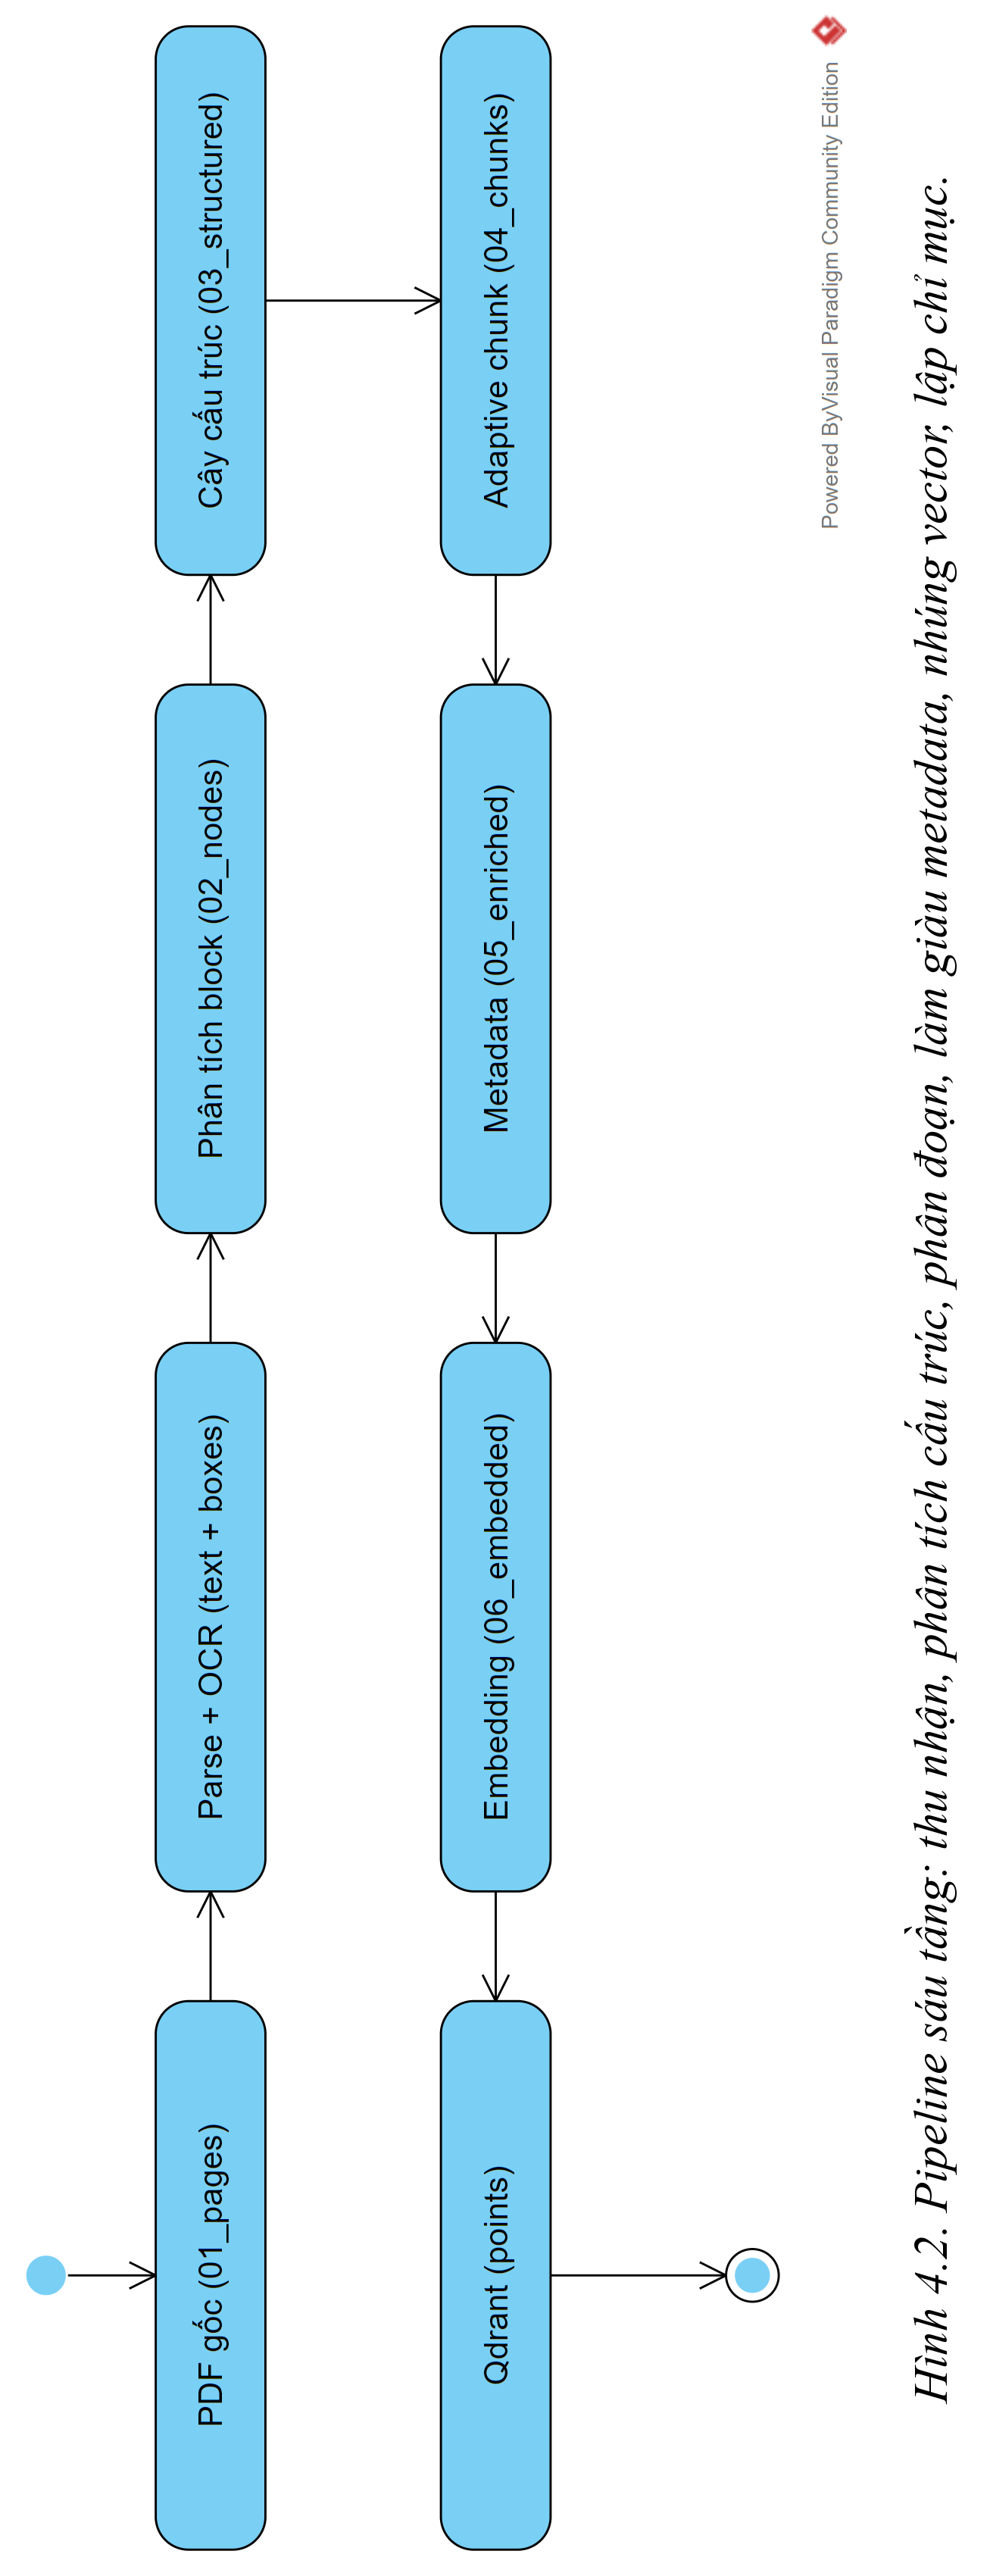 PDF gốc (01_pages)
Parse + OCR (text + boxes)
Phân tích block (02_nodes)
Cây cấu trúc (03_structured)
Adaptive chunk (04_chunks)
Metadata (05_enriched)
Embedding (06_embedded)
Qdrant (points)
Powered ByVisual Paradigm Community Edition
Hình 4.2. Pipeline sáu tầng: thu nhận, phân tích cấu trúc, phân đoạn, làm giàu metadata, nhúng vector, lập chỉ mục.